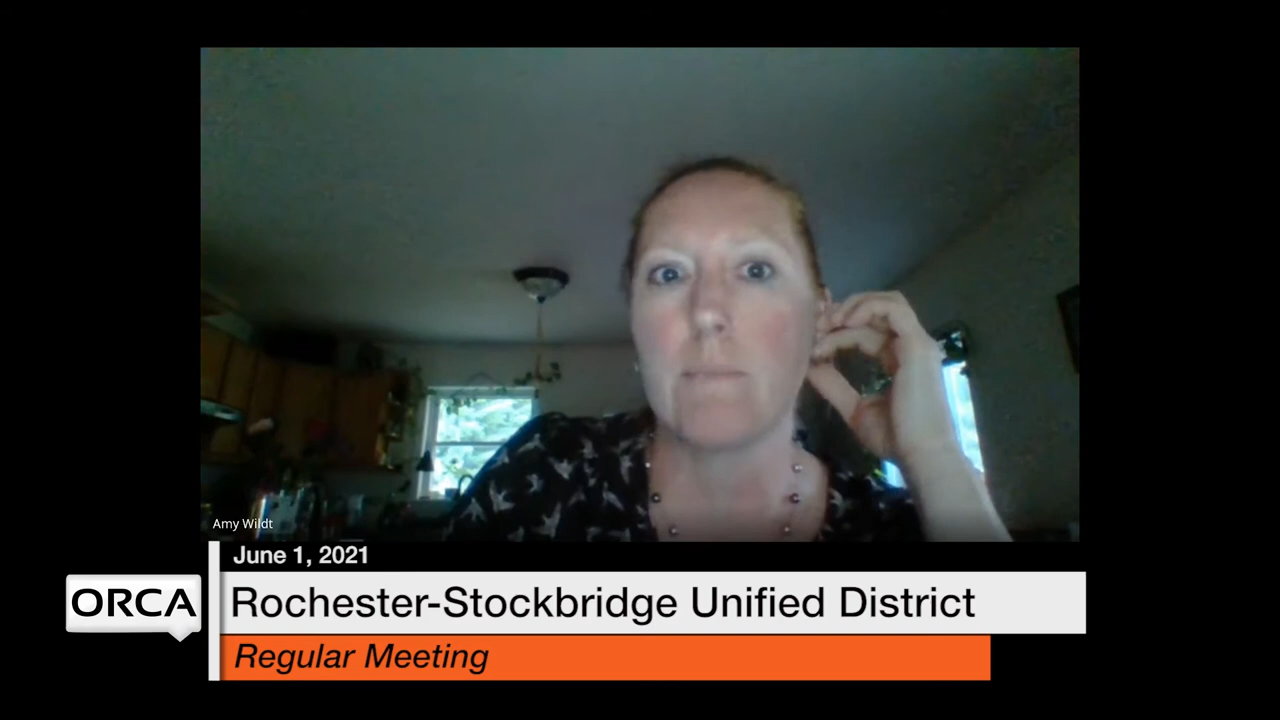 Amy Wildt
June 1, 2021
ORCA
Rochester-Stockbridge Unified District
Regular Meeting